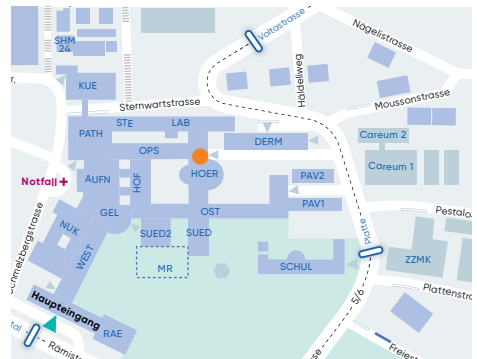 Voltastrasse
Nägelistrasse
SHM
24
KUE
Häldeliweg
Moussonstrasse
Sternwartstrasse
STE
LAB
PATH
OPS
DERM
Careum 2
Careum 1
HOER
AUFN
HOF
PAV2
PAV1
Notfall
GEL
OST
NUK
WEST
SUED2
SUED
MR
SCHUL
Platte
ZZMK
Pestalo
Schmelzbergstrasse
Haupteingang
RAE
5/6
Plattenstr
Freies
Rämist